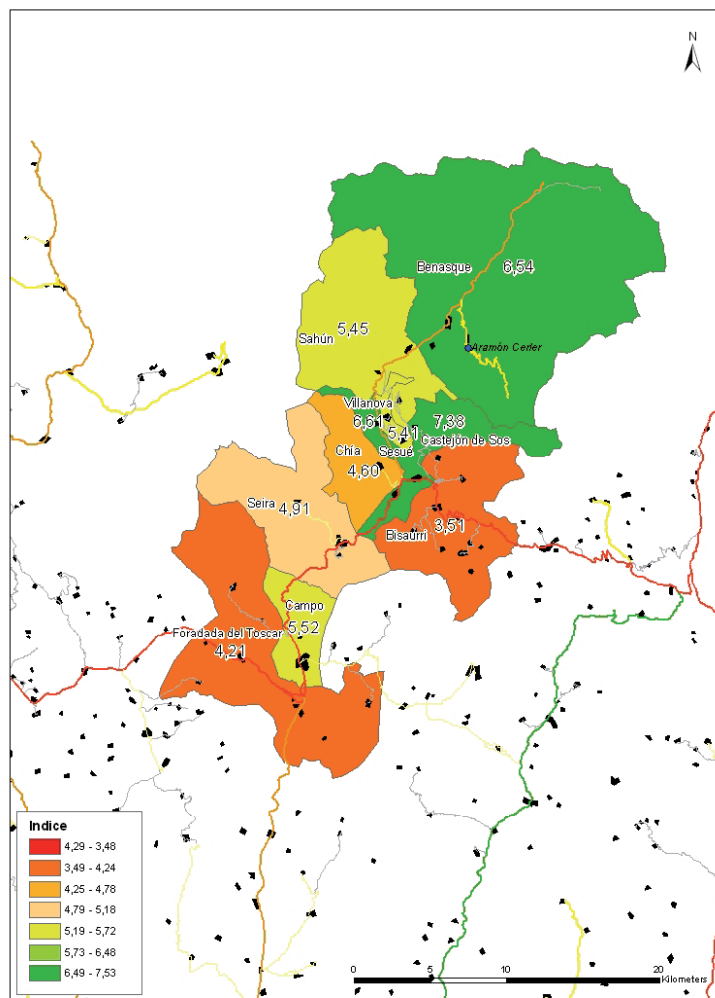 N
Benasque
6,54
5,45
Sahún
Aramón Cerler
Villanova
6,61
7,38
5,41
Castejón de Sos
Sesué
Chía
4,60
Seira
4,91
3,51
Bisaurri
Campo
5,52
Foradada del Toscar
4,21
Indice
4,29 - 3,48
3,49 - 4,24
4,25 - 4,78
4,79 - 5,18
5,19 - 5,72
5,73 - 6,48
6,49 - 7,53
0 5 10 20
Kilometers